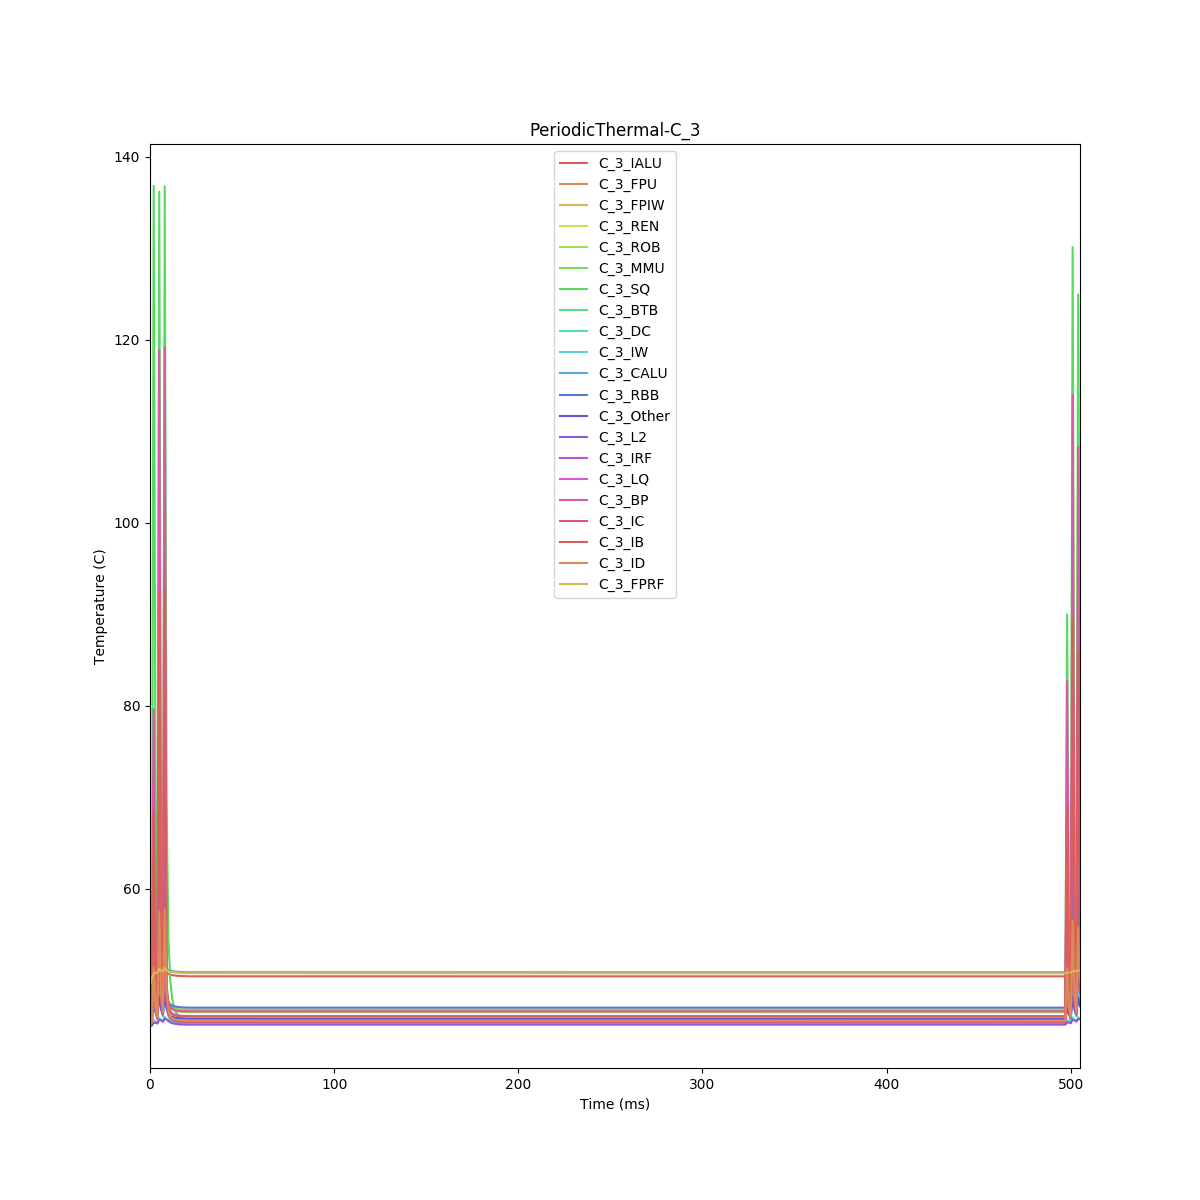 PeriodicThermal-C_3
140
120
100
80
60
Temperature (C)
C_3_IALU
C_3_FPU
C_3_FPIW
C_3_REN
C_3_ROB
C_3_MMU
C_3_SQ
C_3_BTB
C_3_DC
C_3_IW
C_3_CALU
C_3_RBB
C_3_Other
C_3_L2
C_3_IRF
C_3_LQ
C_3_BP
C_3_IC
C_3_IB
C_3_ID
C_3_FPRF
0 100 200 300 400 500
Time (ms)